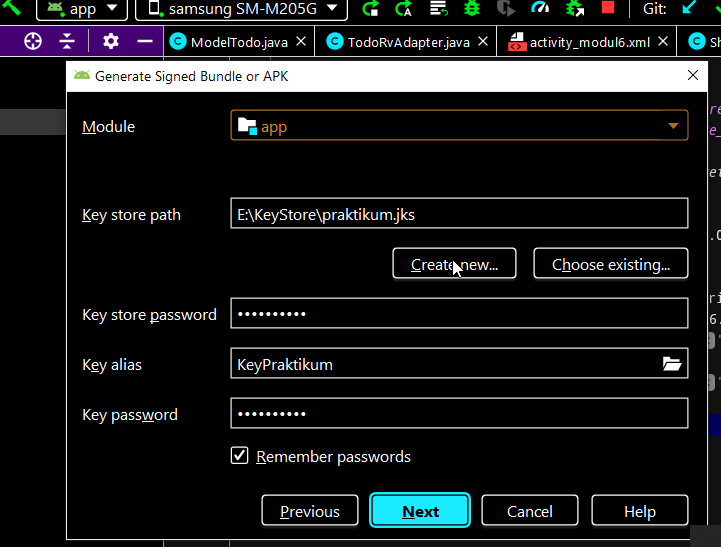 app samsung SM-M205G Git:
ModelTodo.java TodoRvAdapter.java activity_modul6.xml Sh
Generate Signed Bundle or APK
Module app
Key store path E:\KeyStore\praktikum.jks
Create new... Choose existing...
Key store password ••••••••••
Key alias KeyPraktikum
Key password ••••••••••
Remember passwords
Previous Next Cancel Help